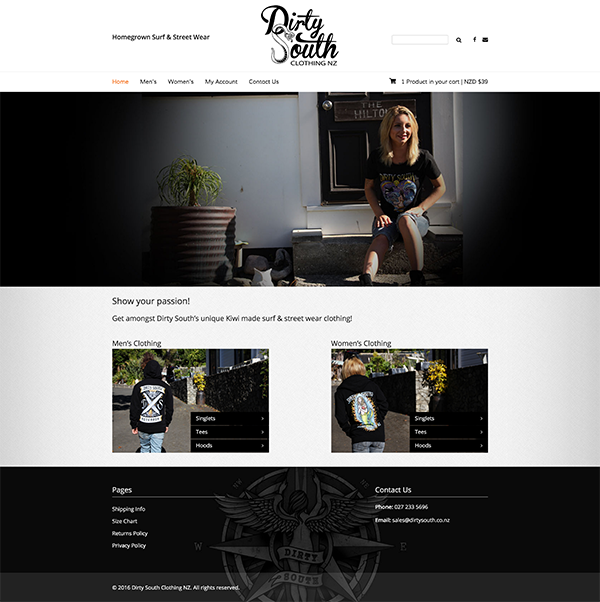 Homegrown Surf & Street Wear
Dirty
South
CLOTHING NZ
Home Men's Women's My Account Contact Us
1 Product in your cart | NZD $39
THE
HILTON
DIRTY SOUTH
Show your passion!
Get amongst Dirty South's unique Kiwi made surf & street wear clothing!
Men's Clothing
Women's Clothing
Singlets
Tees
Hoods
Singlets
Tees
Hoods
Pages
Shipping Info
Size Chart
Returns Policy
Privacy Policy
Contact Us
Phone: 027 233 5696
Email: sales@dirtysouth.co.nz
W
E
DIRTY
SOUTH
© 2016 Dirty South Clothing NZ. All rights reserved.